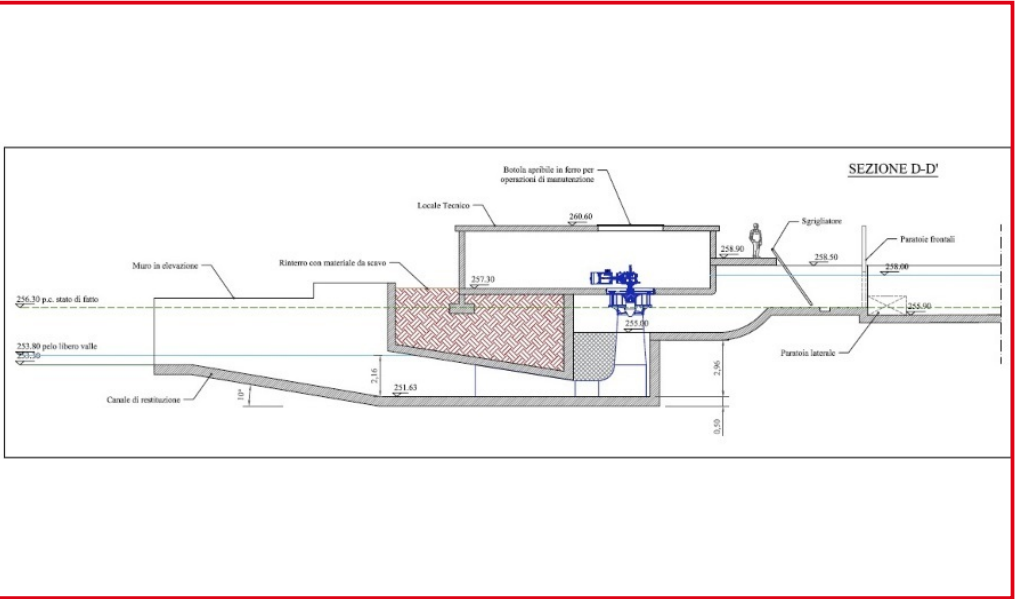 SEZIONE D-D'
Botola apribile in ferro per
operazioni di manutenzione
Locale Tecnico
260.60
Sgrigliatore
258.90
Paratoie frontali
258.50
258.00
Muro in elevazione
Rinterro con materiale da scavo
257.30
256.30 p.c. stato di fatto
255.90
255.00
253.80 pelo libero valle
253.30
Paratoia laterale
2,16
2,96
251.63
10°
Canale di restituzione
0,50